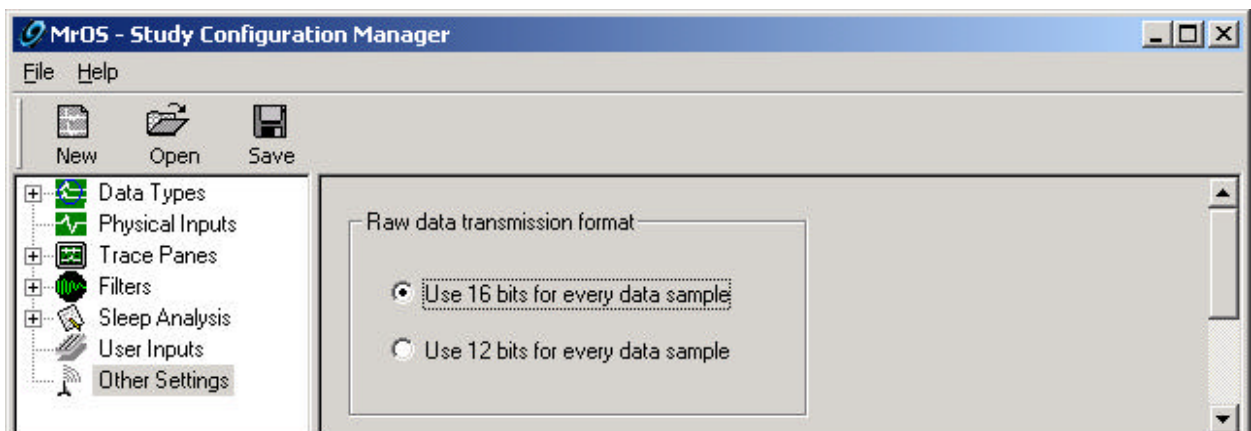 MrOS - Study Configuration Manager
File Help
New Open Save
Data Types
Physical Inputs
Trace Panes
Filters
Sleep Analysis
User Inputs
Other Settings
Raw data transmission format
Use 16 bits for every data sample
Use 12 bits for every data sample